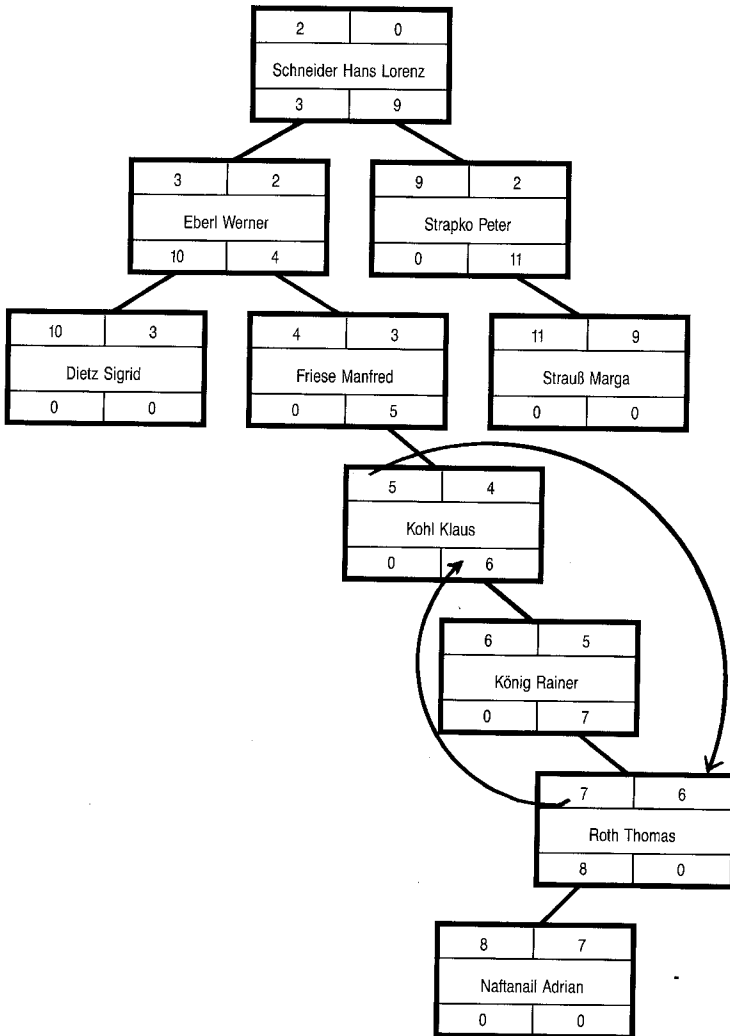 2 0
Schneider Hans Lorenz
3 9
3 2
Eberl Werner
10 4
9 2
Strapko Peter
0 11
10 3
Dietz Sigrid
0 0
4 3
Friese Manfred
0 5
11 9
Strauß Marga
0 0
5 4
Kohl Klaus
0 6
6 5
König Rainer
0 7
7 6
Roth Thomas
8 0
8 7
Naftanail Adrian
0 0